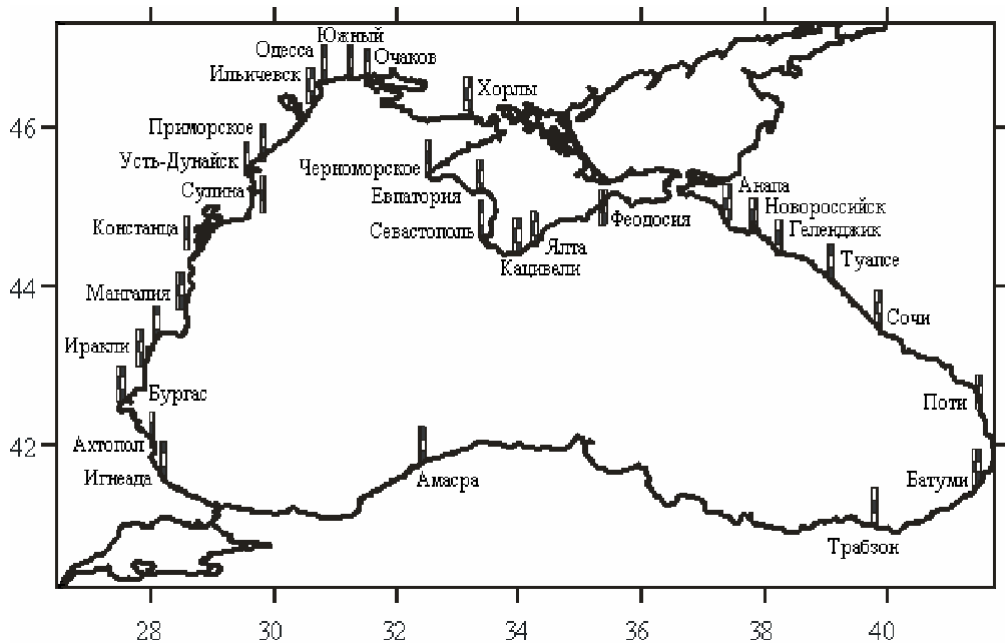 Южный
Одесса
Очаков
Ильичевск
Хорлы
46
Приморское
Усть-Дунайск
Черноморское
Сулина
Евпатория
Анапа
Новороссийск
Констанца
Севастополь
Феодосия
Геленджик
Ялта
Кацивели
Туапсе
44
Мангалия
Сочи
Иракли
Бургас
Поти
42
Ахтопол
Игнеада
Амасра
Батуми
Трабзон
28 30 32 34 36 38 40